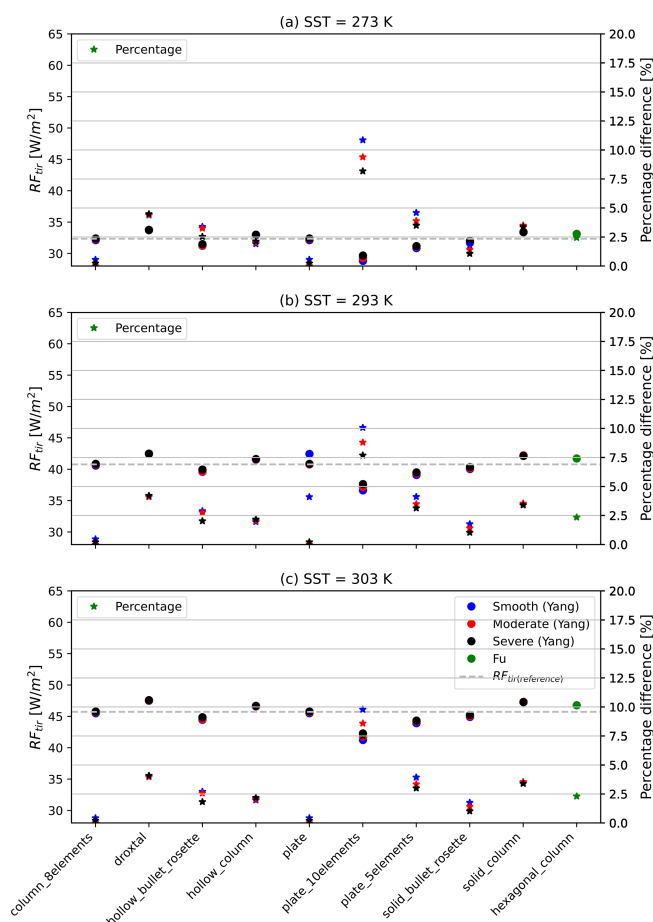 (a) SST = 273 K
RF_tir [W/m²]
65
60
55
50
45
40
35
30
Percentage
20.0
17.5
15.0
12.5
10.0
7.5
5.0
2.5
0.0
Percentage difference [%]
(b) SST = 293 K
RF_tir [W/m²]
65
60
55
50
45
40
35
30
Percentage
20.0
17.5
15.0
12.5
10.0
7.5
5.0
2.5
0.0
Percentage difference [%]
(c) SST = 303 K
RF_tir [W/m²]
65
60
55
50
45
40
35
30
Percentage
Smooth (Yang)
Moderate (Yang)
Severe (Yang)
Fu
RF_tir(reference)
20.0
17.5
15.0
12.5
10.0
7.5
5.0
2.5
0.0
Percentage difference [%]
column_8elements
droxtal
hollow_bullet_rosette
hollow_column
plate
plate_10elements
plate_5elements
solid_bullet_rosette
solid_column
hexagonal_column